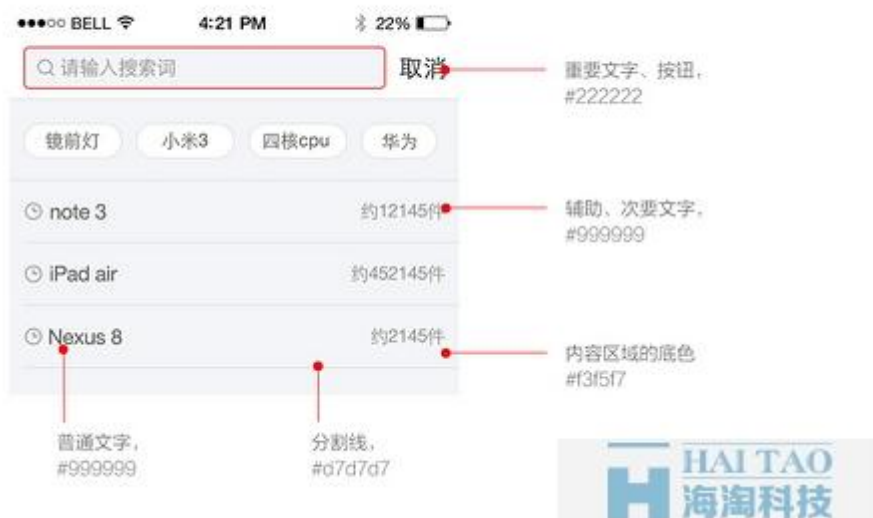 BELL 4:21 PM 22%
请输入搜索词 取消
重要文字、按钮，
#222222
镜前灯 小米3 四核cpu 华为
note 3 约12145件
辅助、次要文字，
#999999
iPad air 约452145件
Nexus 8 约2145件
内容区域的底色
#f3f5f7
普通文字，
#999999
分割线，
#d7d7d7
HAI TAO
海淘科技